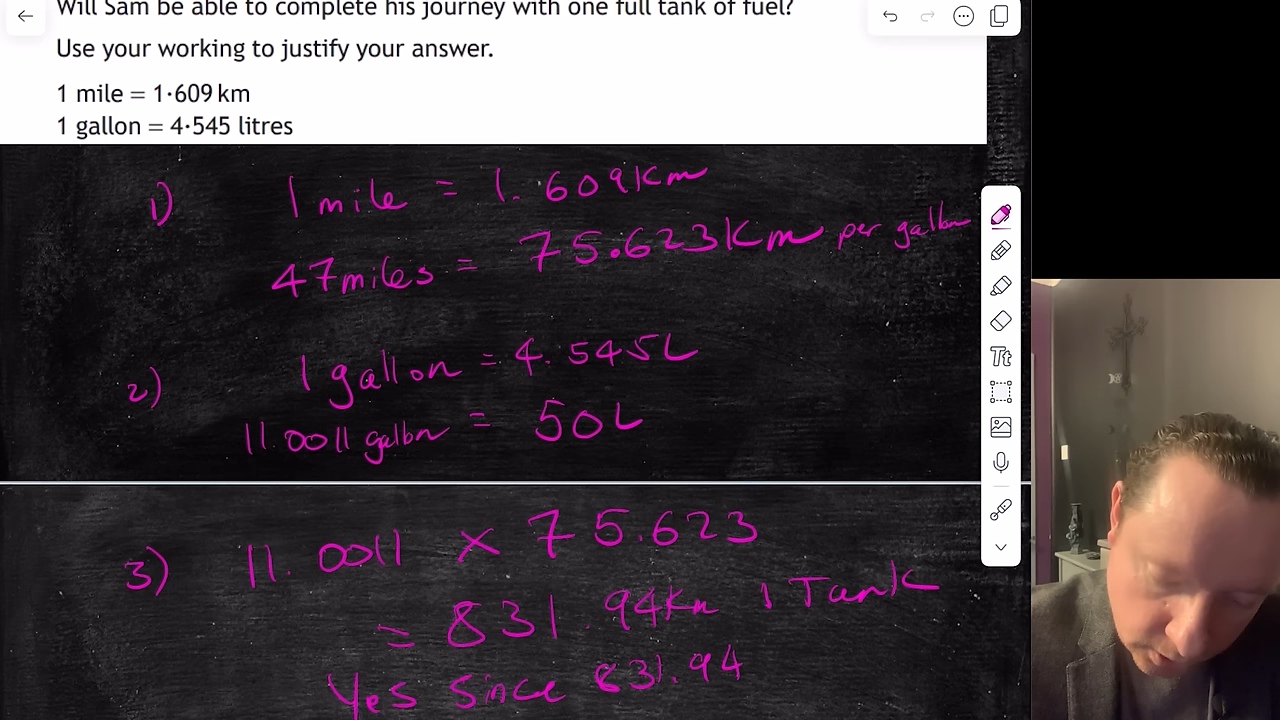 Will Sam be able to complete his journey with one full tank of fuel?
Use your working to justify your answer.
1 mile = 1·609 km
1 gallon = 4·545 litres
1) 1 mile = 1.609Km
47miles = 75.623Km per gallon
2) 1 gallon = 4.545L
11.0011 gallon = 50L
3) 11.0011 × 75.623
= 831.94Km 1 Tank
Yes Since 831.94
Tt